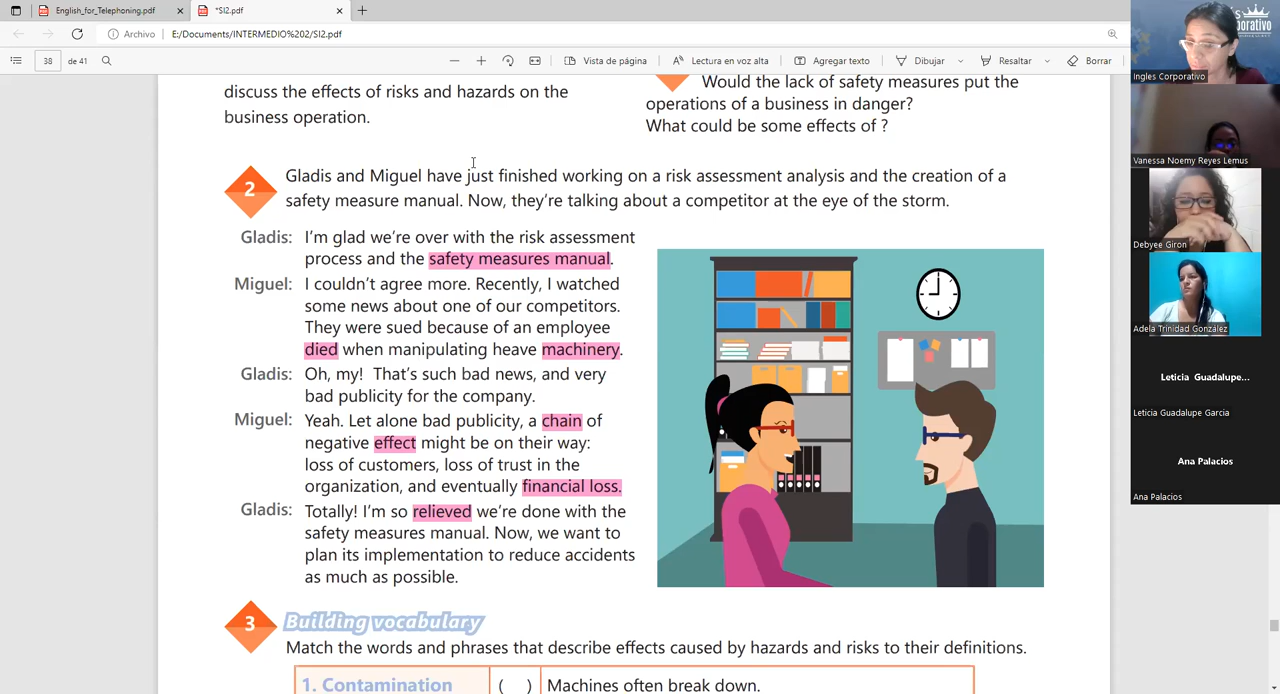 English_for_Telephoning.pdf
*SI2.pdf
Archivo
E:/Documents/INTERMEDIO%202/SI2.pdf
38
de 41
Vista de página
Lectura en voz alta
Agregar texto
Dibujar
Resaltar
Borrar
discuss the effects of risks and hazards on the
business operation.
Would the lack of safety measures put the
operations of a business in danger?
What could be some effects of ?
2
Gladis and Miguel have just finished working on a risk assessment analysis and the creation of a
safety measure manual. Now, they’re talking about a competitor at the eye of the storm.
Gladis: I’m glad we’re over with the risk assessment
process and the safety measures manual.
Miguel: I couldn’t agree more. Recently, I watched
some news about one of our competitors.
They were sued because of an employee
died when manipulating heave machinery.
Gladis: Oh, my! That’s such bad news, and very
bad publicity for the company.
Miguel: Yeah. Let alone bad publicity, a chain of
negative effect might be on their way:
loss of customers, loss of trust in the
organization, and eventually financial loss.
Gladis: Totally! I’m so relieved we’re done with the
safety measures manual. Now, we want to
plan its implementation to reduce accidents
as much as possible.
3
Building vocabulary
Match the words and phrases that describe effects caused by hazards and risks to their definitions.
1. Contamination ( ) Machines often break down.
Ingles Corporativo
Vanessa Noemy Reyes Lemus
Debyee Giron
Adela Trinidad González
Leticia Guadalupe...
Leticia Guadalupe Garcia
Ana Palacios
Ana Palacios